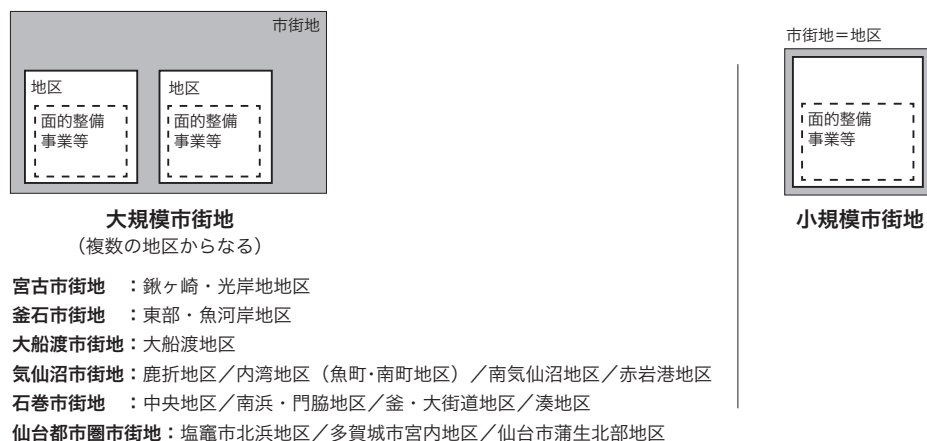 市街地
地区
面的整備
事業等
地区
面的整備
事業等
大規模市街地
（複数の地区からなる）
宮古市街地　：鍬ヶ崎・光岸地地区
釜石市街地　：東部・魚河岸地区
大船渡市街地：大船渡地区
気仙沼市街地：鹿折地区／内湾地区（魚町・南町地区）／南気仙沼地区／赤岩港地区
石巻市街地　：中央地区／南浜・門脇地区／釜・大街道地区／湊地区
仙台都市圏市街地：塩竈市北浜地区／多賀城市宮内地区／仙台市蒲生北部地区
市街地＝地区
面的整備
事業等
小規模市街地